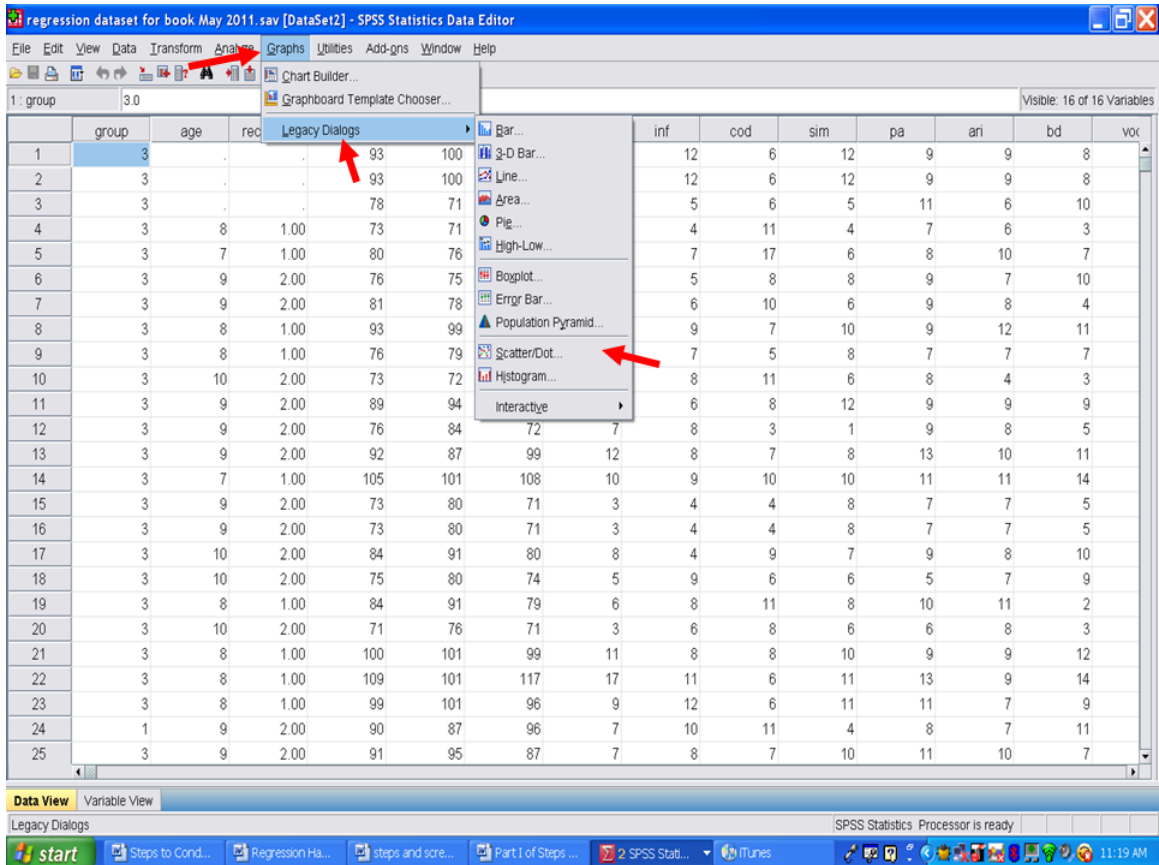 regression dataset for book May 2011.sav [DataSet2] - SPSS Statistics Data Editor
File Edit View Data Transform Analyze Graphs Utilities Add-ons Window Help
Chart Builder...
Graphboard Template Chooser...
Legacy Dialogs
Bar...
3-D Bar...
Line...
Area...
Pie...
High-Low...
Boxplot...
Error Bar...
Population Pyramid...
Scatter/Dot...
Histogram...
Interactive
1 : group 3.0 Visible: 16 of 16 Variables
group age rec inf cod sim pa ari bd voc
1 3 . . 93 100 12 6 12 9 9 8
2 3 . . 93 100 12 6 12 9 9 8
3 3 . . 78 71 5 6 5 11 6 10
4 3 8 1.00 73 71 4 11 4 7 6 3
5 3 7 1.00 80 76 7 17 6 8 10 7
6 3 9 2.00 76 75 5 8 8 9 7 10
7 3 9 2.00 81 78 6 10 6 9 8 4
8 3 8 1.00 93 99 9 7 10 9 12 11
9 3 8 1.00 76 79 7 5 8 7 7 7
10 3 10 2.00 73 72 8 11 6 8 4 3
11 3 9 2.00 89 94 6 8 12 9 9 9
12 3 9 2.00 76 84 72 7 8 3 1 9 8 5
13 3 9 2.00 92 87 99 12 8 7 8 13 10 11
14 3 7 1.00 105 101 108 10 9 10 10 11 11 14
15 3 9 2.00 73 80 71 3 4 4 8 7 7 5
16 3 9 2.00 73 80 71 3 4 4 8 7 7 5
17 3 10 2.00 84 91 80 8 4 9 7 9 8 10
18 3 10 2.00 75 80 74 5 9 6 6 5 7 9
19 3 8 1.00 84 91 79 6 8 11 8 10 11 2
20 3 10 2.00 71 76 71 3 6 8 6 6 8 3
21 3 8 1.00 100 101 99 11 8 8 10 9 9 12
22 3 8 1.00 109 101 117 17 11 6 11 13 9 14
23 3 8 1.00 99 101 96 9 12 6 11 11 7 9
24 1 9 2.00 90 87 96 7 10 11 4 8 7 11
25 3 9 2.00 91 95 87 7 8 7 10 11 10 7
Data View Variable View
Legacy Dialogs SPSS Statistics Processor is ready
start Steps to Cond... Regression Ha... steps and scre... Part I of Steps ... 2 SPSS Stati... iTunes 11:19 AM